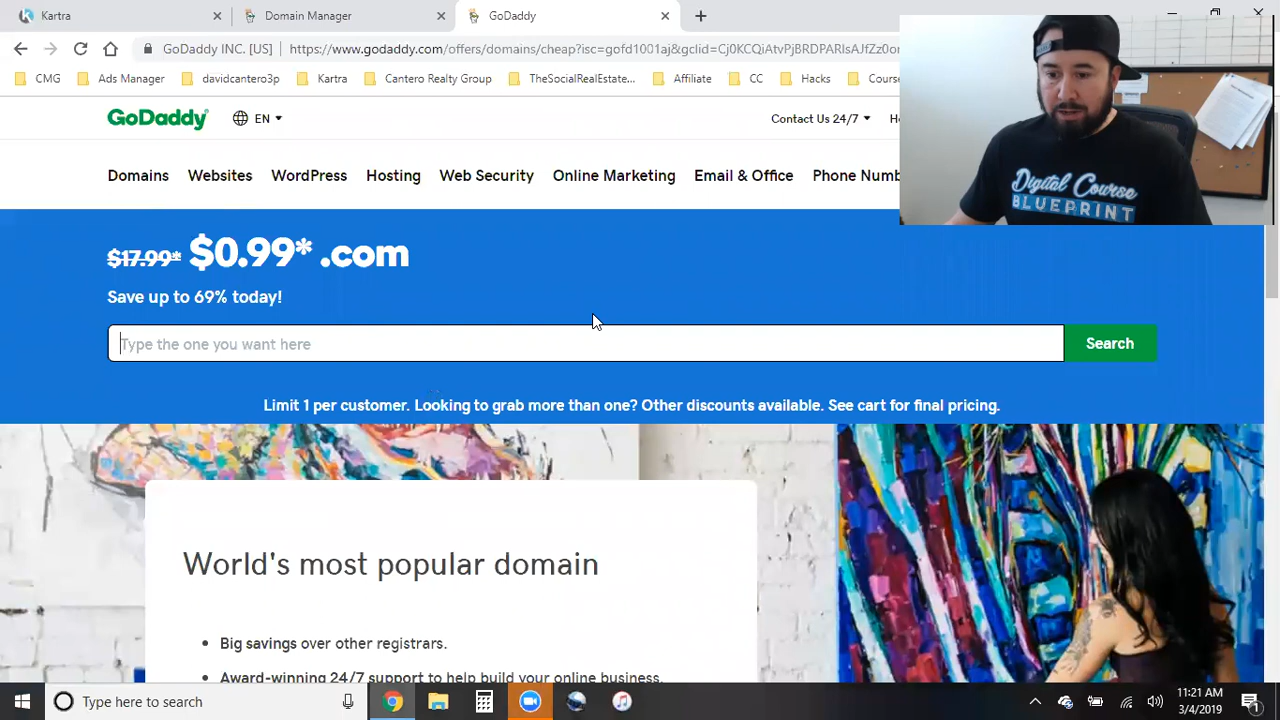 Kartra
Domain Manager
GoDaddy
GoDaddy INC. [US]
https://www.godaddy.com/offers/domains/cheap?isc=gofd1001aj&gclid=Cj0KCQiAtvPjBRDPARIsAJfZz0or
CMG
Ads Manager
davidcantero3p
Kartra
Cantero Realty Group
TheSocialRealEstate...
Affiliate
CC
Hacks
Cours
GoDaddy
EN
Contact Us 24/7
Domains
Websites
WordPress
Hosting
Web Security
Online Marketing
Email & Office
Phone Numb
Digital Course
BLUEPRINT
$17.99* $0.99* .com
Save up to 69% today!
Type the one you want here
Search
Limit 1 per customer. Looking to grab more than one? Other discounts available. See cart for final pricing.
World's most popular domain
• Big savings over other registrars.
• Award-winning 24/7 support to help build your online business.
Type here to search
11:21 AM
3/4/2019
1